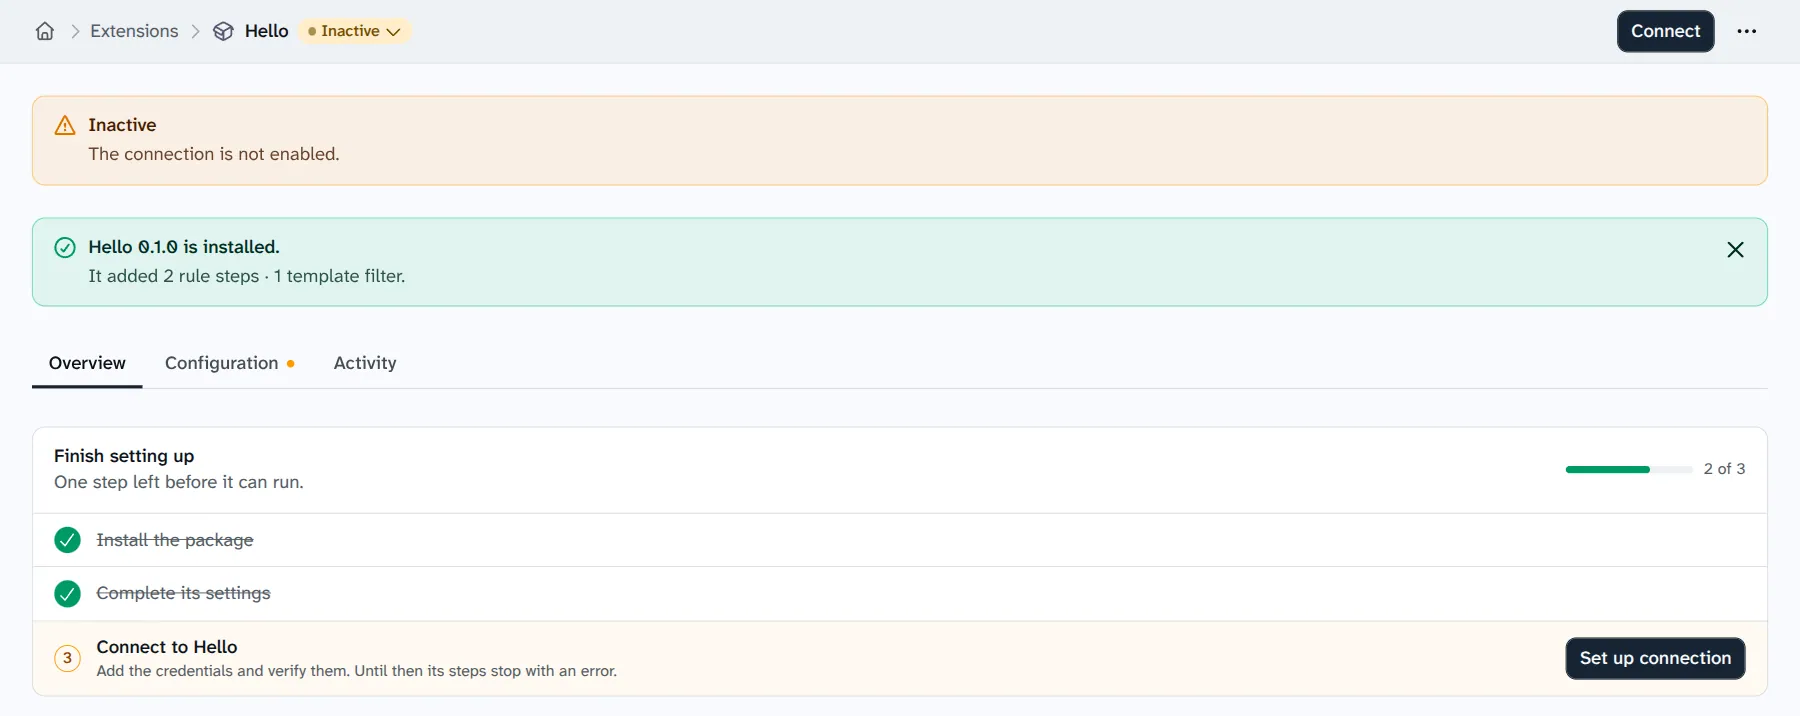 Extensions
Hello
Inactive
Connect
Inactive
The connection is not enabled.
Hello 0.1.0 is installed.
It added 2 rule steps · 1 template filter.
Overview
Configuration
Activity
Finish setting up
One step left before it can run.
2 of 3
Install the package
Complete its settings
3
Connect to Hello
Add the credentials and verify them. Until then its steps stop with an error.
Set up connection